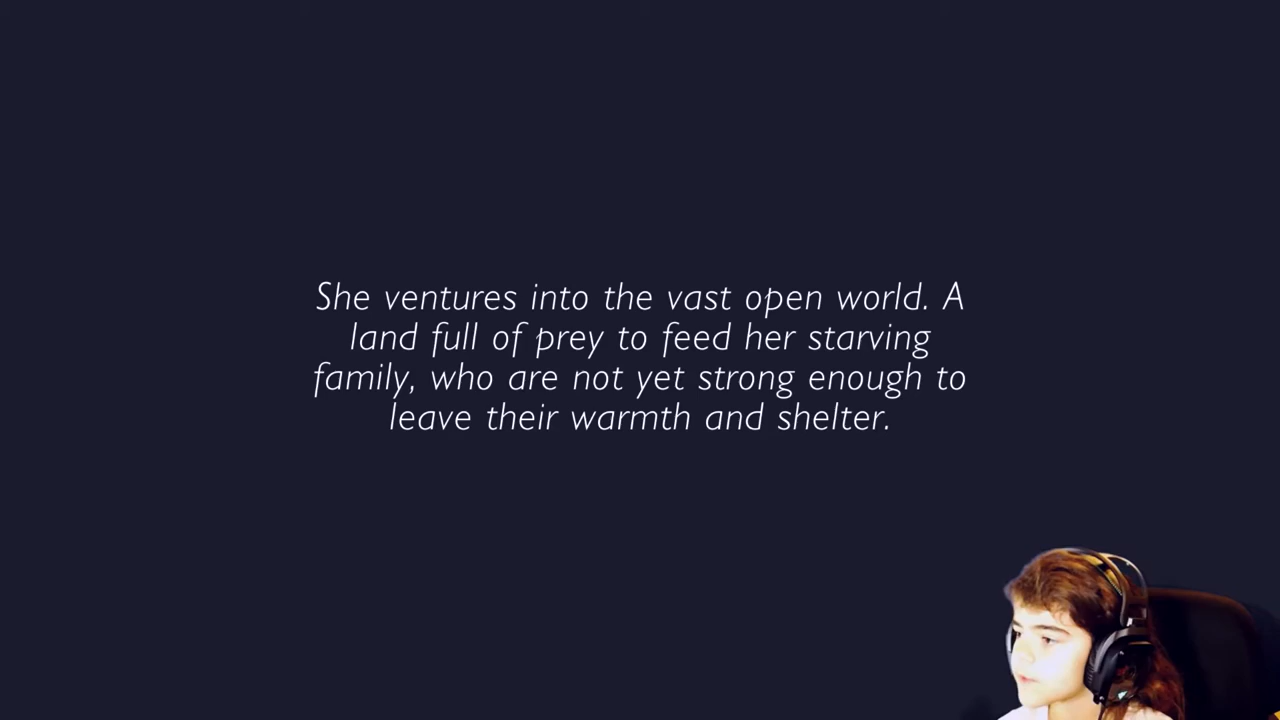 She ventures into the vast open world. A
land full of prey to feed her starving
family, who are not yet strong enough to
leave their warmth and shelter.